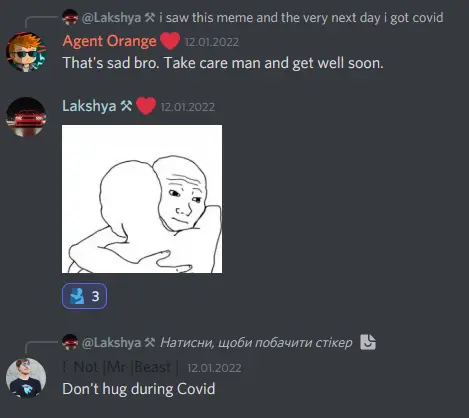 @Lakshya ⚒ i saw this meme and the very next day i got covid
Agent Orange ❤️ 12.01.2022
That's sad bro. Take care man and get well soon.
Lakshya ⚒ ❤️ 12.01.2022
3
@Lakshya ⚒ Натисни, щоби побачити стікер
| Not |Mr |Beast | 12.01.2022
Don't hug during Covid